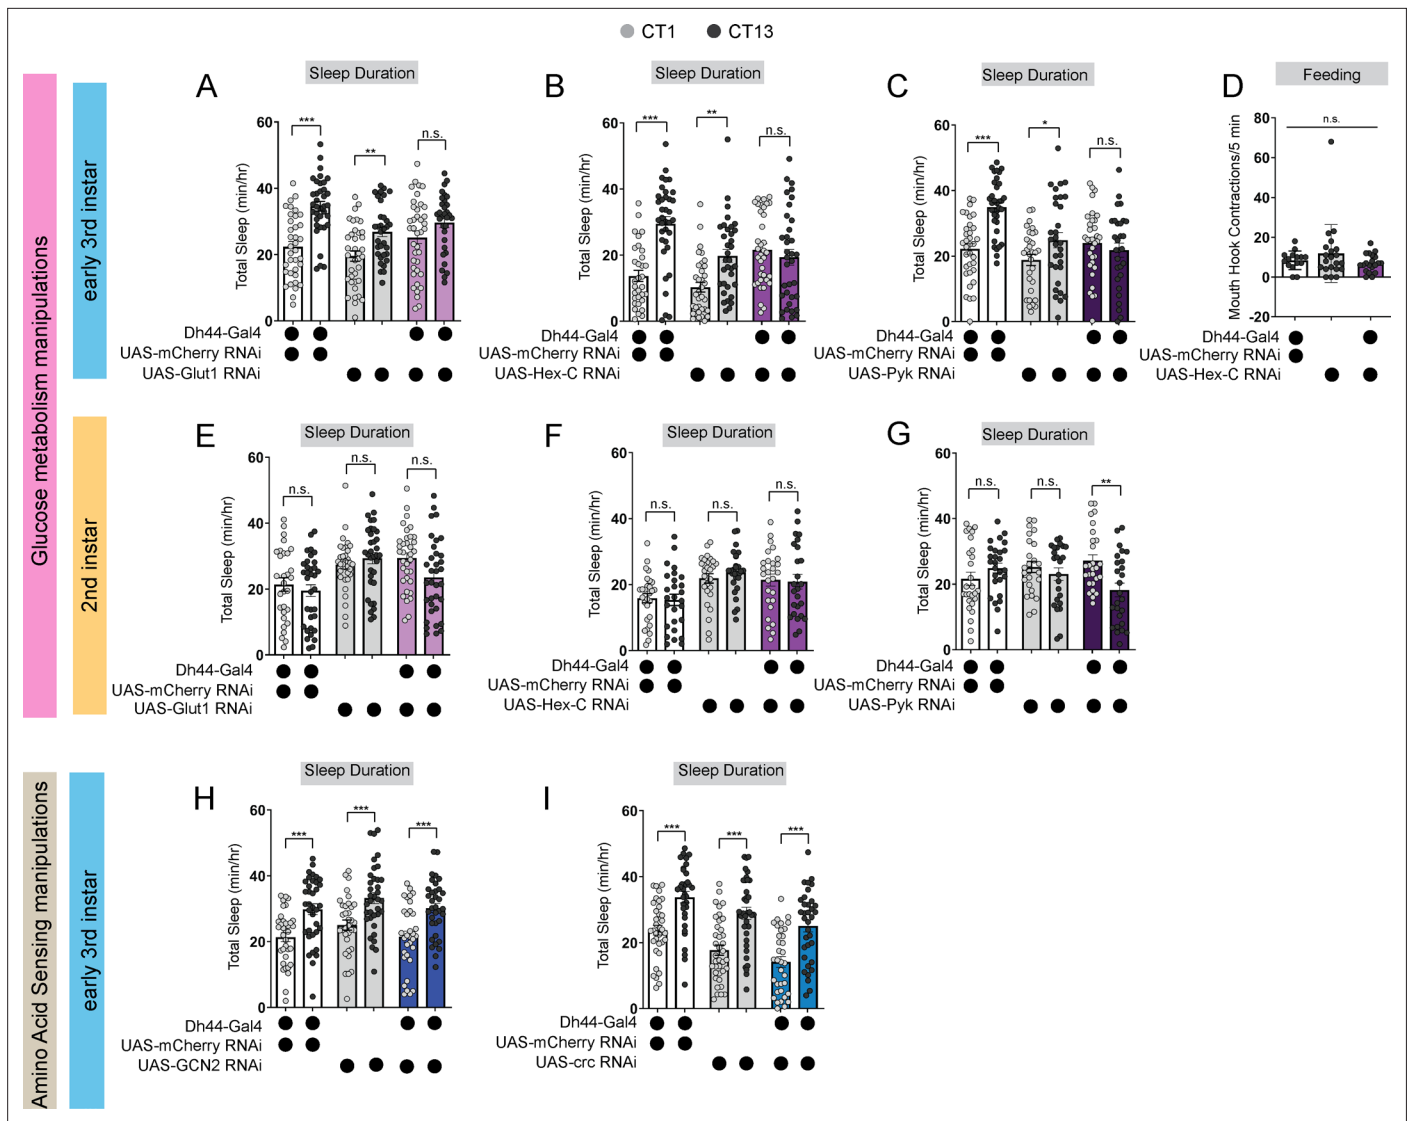 CT1 CT13
Glucose metabolism manipulations
early 3rd instar
2nd instar
Amino Acid Sensing manipulations
early 3rd instar
A
Sleep Duration
Total Sleep (min/hr)
60
40
20
0
***
**
n.s.
Dh44-Gal4
UAS-mCherry RNAi
UAS-Glut1 RNAi
B
Sleep Duration
Total Sleep (min/hr)
60
40
20
0
***
**
n.s.
Dh44-Gal4
UAS-mCherry RNAi
UAS-Hex-C RNAi
C
Sleep Duration
Total Sleep (min/hr)
60
40
20
0
***
*
n.s.
Dh44-Gal4
UAS-mCherry RNAi
UAS-Pyk RNAi
D
Feeding
Mouth Hook Contractions/5 min
80
60
40
20
0
-20
n.s.
Dh44-Gal4
UAS-mCherry RNAi
UAS-Hex-C RNAi
E
Sleep Duration
Total Sleep (min/hr)
60
40
20
0
n.s.
n.s.
n.s.
Dh44-Gal4
UAS-mCherry RNAi
UAS-Glut1 RNAi
F
Sleep Duration
Total Sleep (min/hr)
60
40
20
0
n.s.
n.s.
n.s.
Dh44-Gal4
UAS-mCherry RNAi
UAS-Hex-C RNAi
G
Sleep Duration
Total Sleep (min/hr)
60
40
20
0
n.s.
n.s.
**
Dh44-Gal4
UAS-mCherry RNAi
UAS-Pyk RNAi
H
Sleep Duration
Total Sleep (min/hr)
60
40
20
0
***
***
***
Dh44-Gal4
UAS-mCherry RNAi
UAS-GCN2 RNAi
I
Sleep Duration
Total Sleep (min/hr)
60
40
20
0
***
***
***
Dh44-Gal4
UAS-mCherry RNAi
UAS-crc RNAi